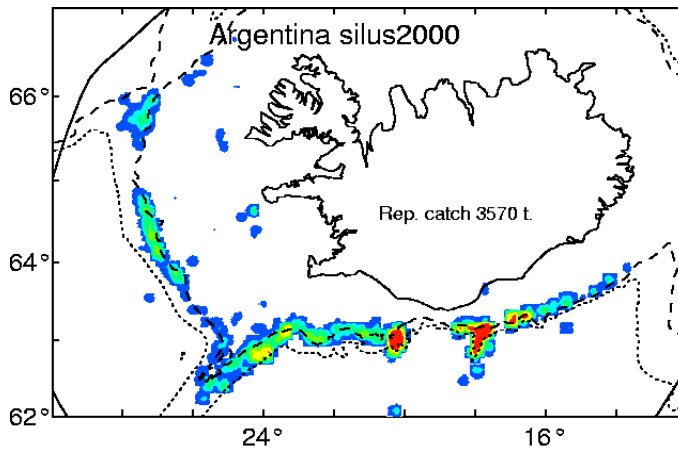 Argentina silus2000
66°
Rep. catch 3570 t.
64°
62°
24°
16°